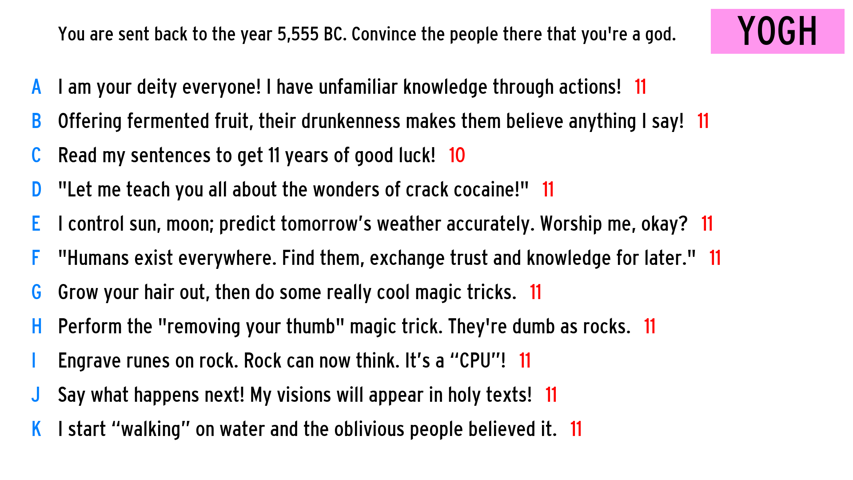 You are sent back to the year 5,555 BC. Convince the people there that you're a god.
YOGH
A I am your deity everyone! I have unfamiliar knowledge through actions! 11
B Offering fermented fruit, their drunkenness makes them believe anything I say! 11
C Read my sentences to get 11 years of good luck! 10
D "Let me teach you all about the wonders of crack cocaine!" 11
E I control sun, moon; predict tomorrow’s weather accurately. Worship me, okay? 11
F "Humans exist everywhere. Find them, exchange trust and knowledge for later." 11
G Grow your hair out, then do some really cool magic tricks. 11
H Perform the "removing your thumb" magic trick. They're dumb as rocks. 11
I Engrave runes on rock. Rock can now think. It’s a “CPU”! 11
J Say what happens next! My visions will appear in holy texts! 11
K I start “walking” on water and the oblivious people believed it. 11